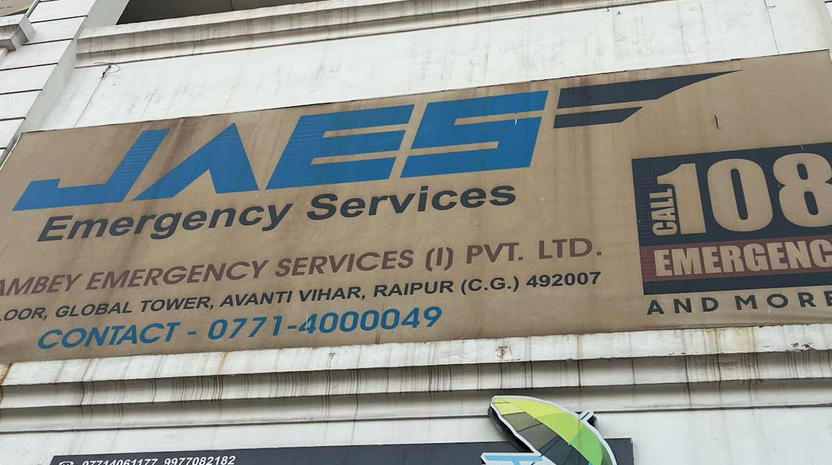 JAES
Emergency Services
AMBEY EMERGENCY SERVICES (I) PVT. LTD.
LOOR, GLOBAL TOWER, AVANTI VIHAR, RAIPUR (C.G.) 492007
CONTACT - 0771-4000049
CALL 108
EMERGENC
AND MORE
07714061177, 9977082182